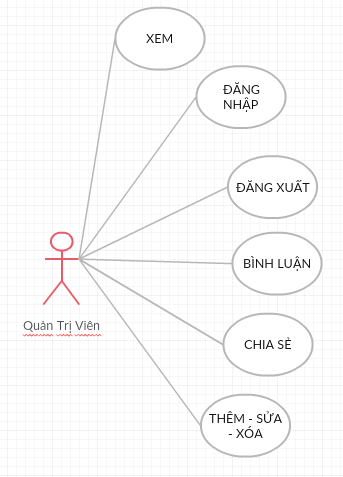 XEM
ĐĂNG
NHẬP
ĐĂNG XUẤT
BÌNH LUẬN
CHIA SẺ
THÊM - SỬA
- XÓA
Quản Trị Viên